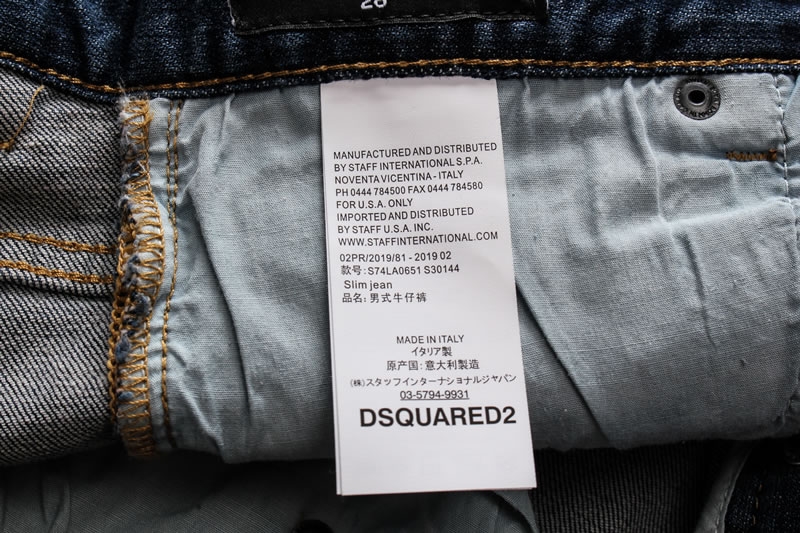 28
MANUFACTURED AND DISTRIBUTED
BY STAFF INTERNATIONAL S.P.A.
NOVENTA VICENTINA - ITALY
PH 0444 784500 FAX 0444 784580
FOR U.S.A. ONLY
IMPORTED AND DISTRIBUTED
BY STAFF U.S.A. INC.
WWW.STAFFINTERNATIONAL.COM
02PR/2019/81 - 2019 02
款号: S74LA0651 S30144
Slim jean
品名: 男式牛仔裤
MADE IN ITALY
イタリア製
原产国: 意大利製造
(株)スタッフインターナショナルジャパン
03-5794-9931
DSQUARED2